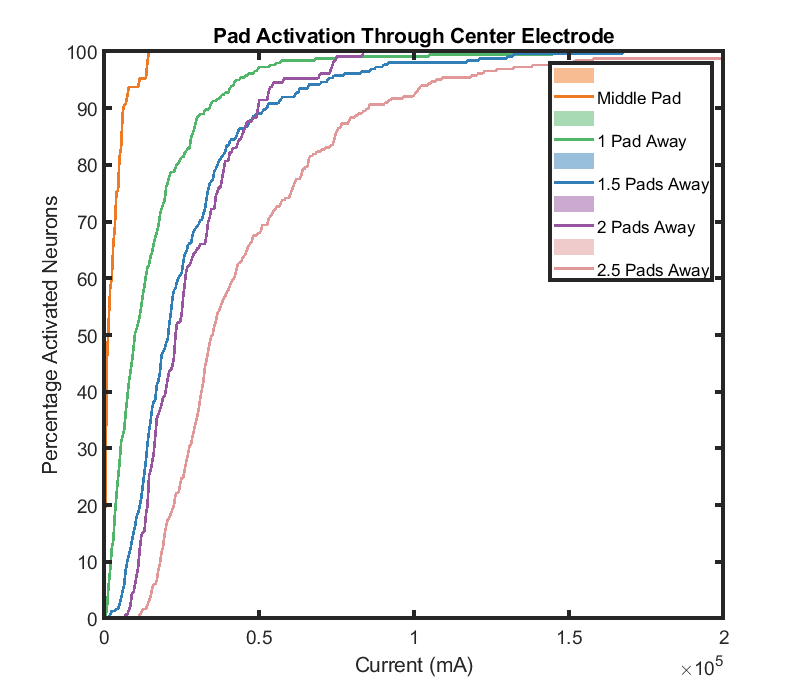 Pad Activation Through Center Electrode
Percentage Activated Neurons
100
90
80
70
60
50
40
30
20
10
0
Middle Pad
1 Pad Away
1.5 Pads Away
2 Pads Away
2.5 Pads Away
0 0.5 1 1.5 2
Current (mA)
×10⁵